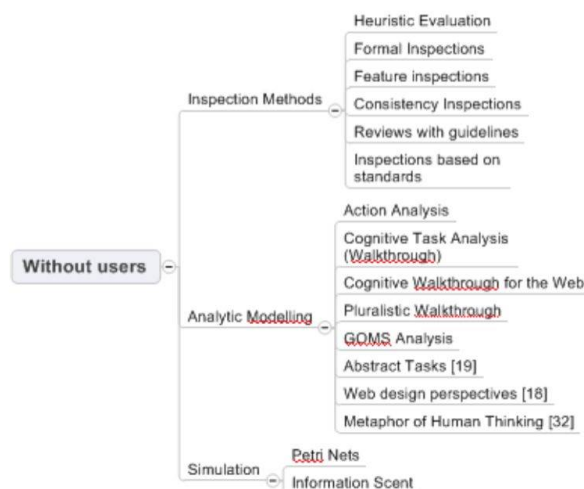 Heuristic Evaluation
Formal Inspections
Feature inspections
Inspection Methods
Consistency Inspections
Reviews with guidelines
Inspections based on
standards
Action Analysis
Cognitive Task Analysis
(Walkthrough)
Without users
Cognitive Walkthrough for the Web
Pluralistic Walkthrough
Analytic Modelling
GOMS Analysis
Abstract Tasks [19]
Web design perspectives [18]
Metaphor of Human Thinking [32]
Petri Nets
Simulation
Information Scent